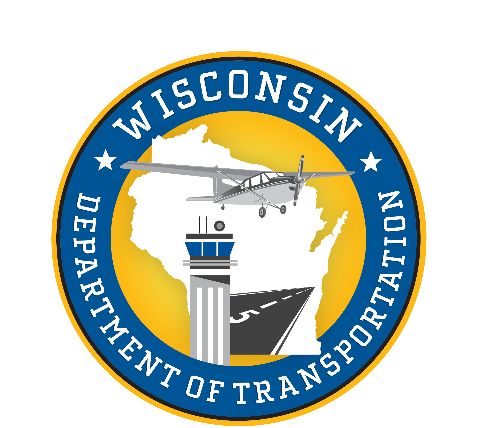 WISCONSIN
DEPARTMENT OF TRANSPORTATION
5